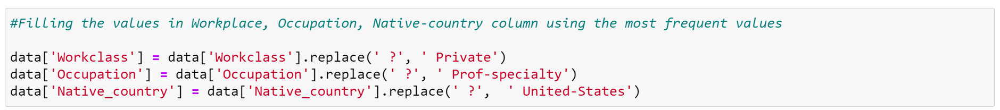 #Filling the values in Workplace, Occupation, Native-country column using the most frequent values
data['Workclass'] = data['Workclass'].replace(' ?', ' Private')
data['Occupation'] = data['Occupation'].replace(' ?', ' Prof-specialty')
data['Native_country'] = data['Native_country'].replace(' ?',  ' United-States')